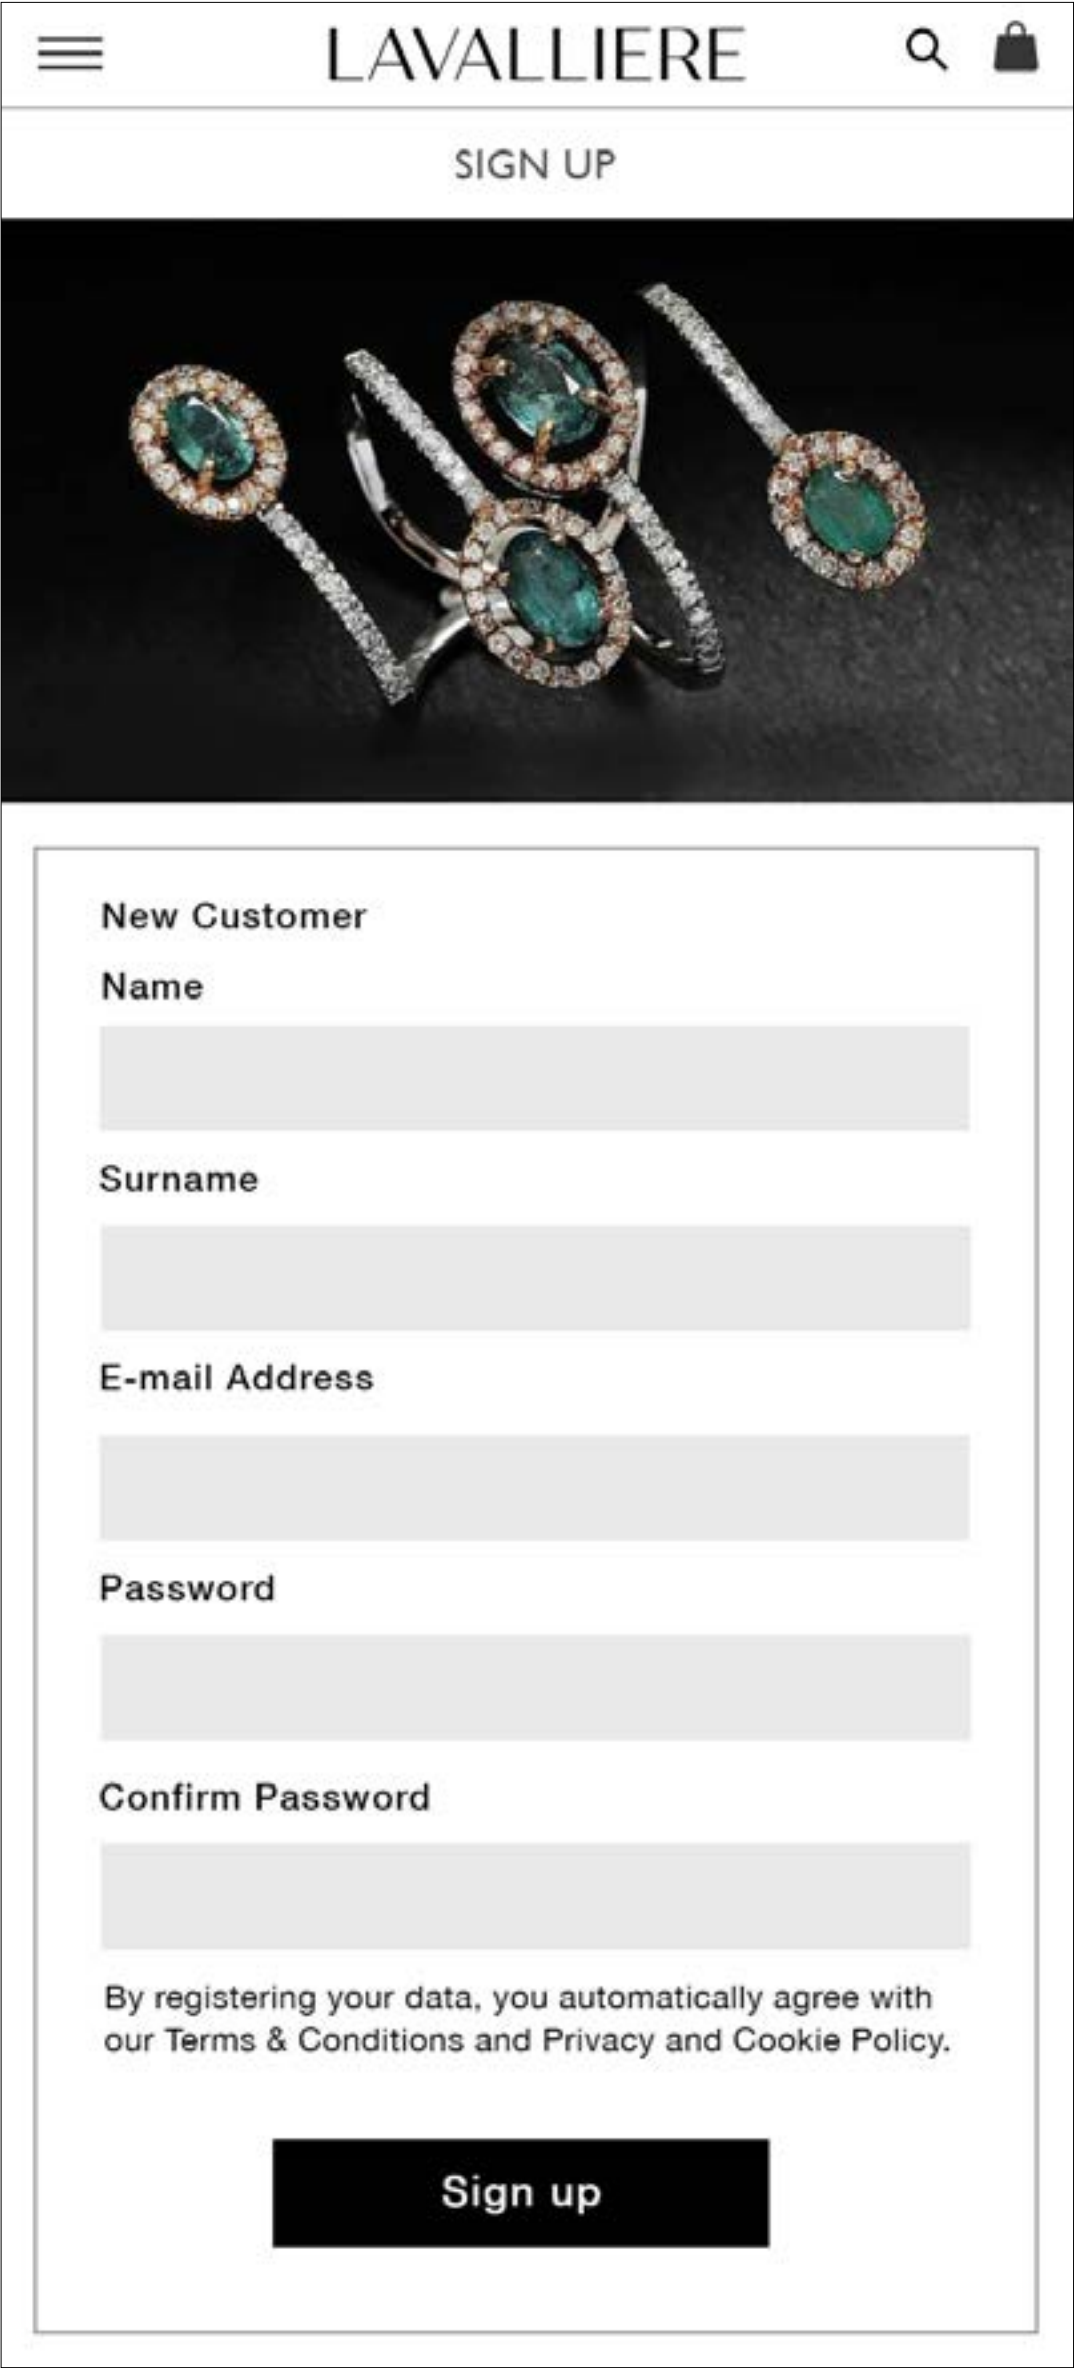 LAVALLIERE
SIGN UP
New Customer
Name
Surname
E-mail Address
Password
Confirm Password
By registering your data, you automatically agree with
our Terms & Conditions and Privacy and Cookie Policy.
Sign up